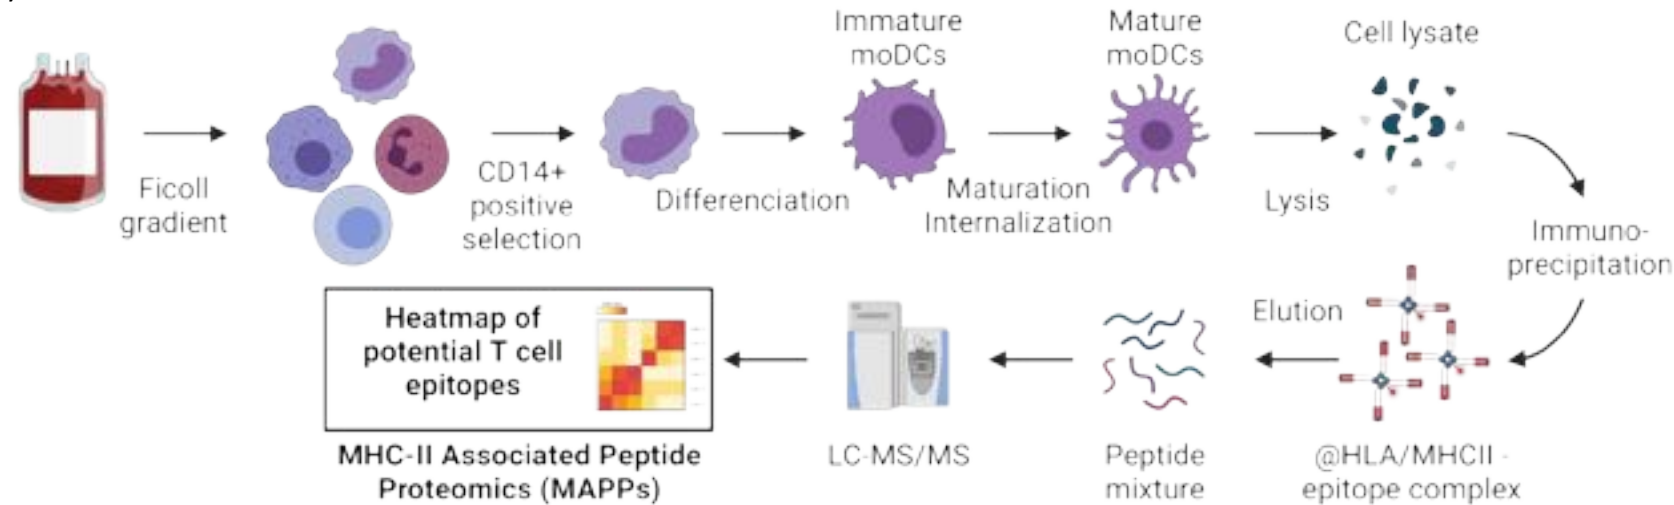 Ficoll
gradient
CD14+
positive
selection
Differenciation
Immature
moDCs
Maturation
Internalization
Mature
moDCs
Lysis
Cell lysate
Immuno-
precipitation
@HLA/MHCII -
epitope complex
Elution
Peptide
mixture
LC-MS/MS
Heatmap of
potential T cell
epitopes
MHC-II Associated Peptide
Proteomics (MAPPs)